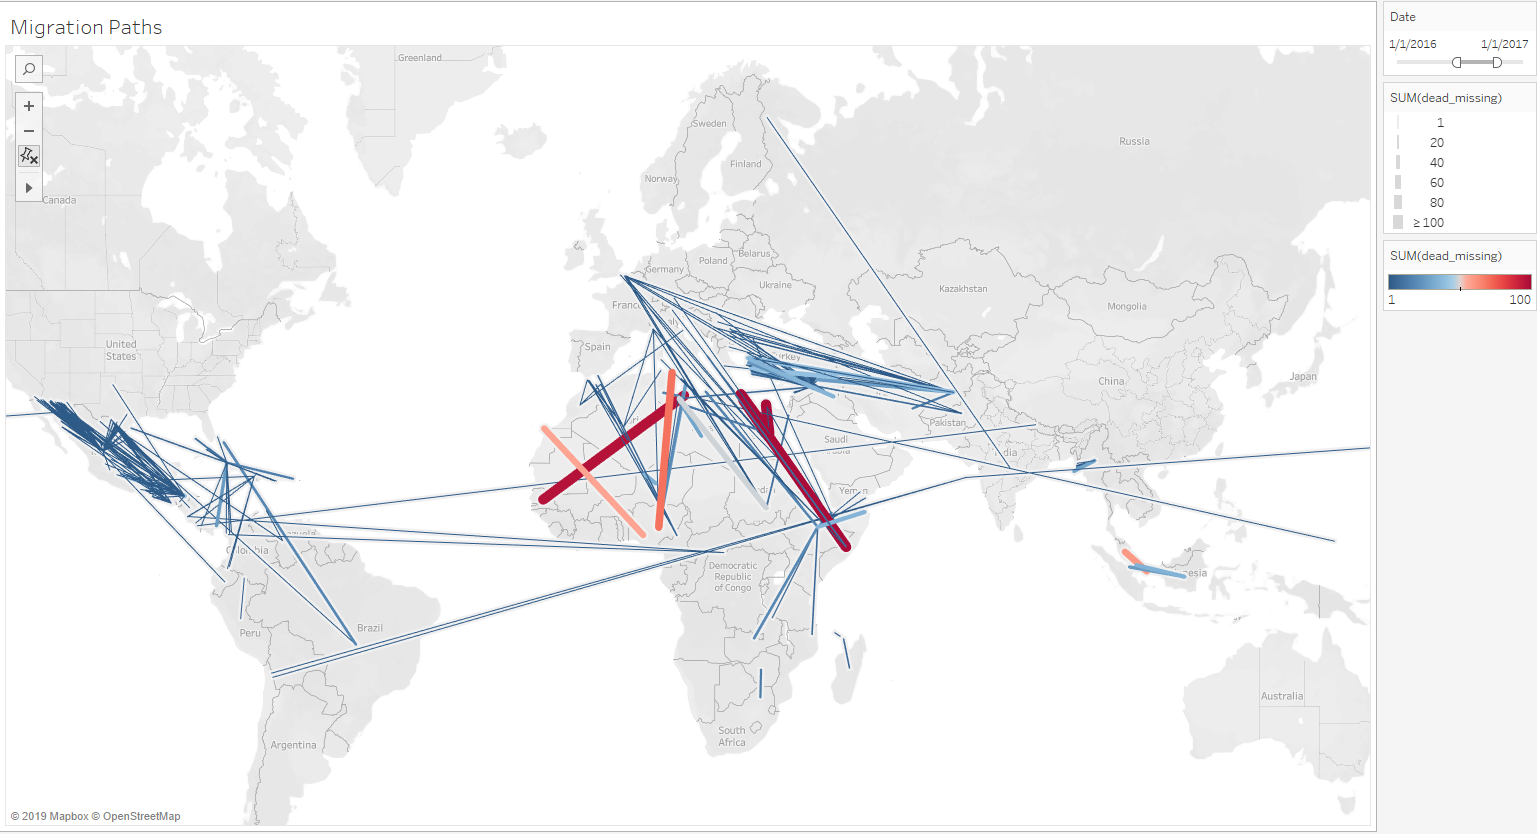 Migration Paths
Greenland
Sweden
Russia
Finland
Norway
Canada
Poland
Belarus
Germany
Ukraine
Kazakhstan
France
Mongolia
United
States
Spain
China
Japan
Pakistan
Saudi
Yemen
Colombia
Democratic
Republic
of Congo
Peru
Brazil
Australia
South
Africa
Argentina
© 2019 Mapbox © OpenStreetMap
Date
1/1/2016 1/1/2017
SUM(dead_missing)
1
20
40
60
80
≥ 100
SUM(dead_missing)
1 100